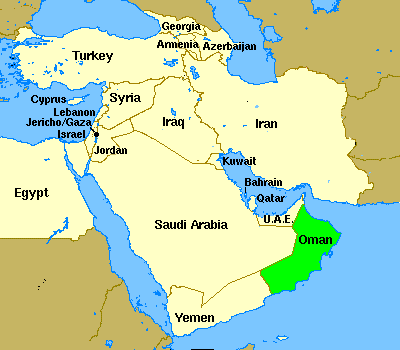 Georgia
Armenia
Azerbaijan
Turkey
Cyprus
Syria
Lebanon
Jericho/Gaza
Israel
Iraq
Iran
Jordan
Kuwait
Bahrain
Egypt
Qatar
Saudi Arabia
U.A.E.
Oman
Yemen